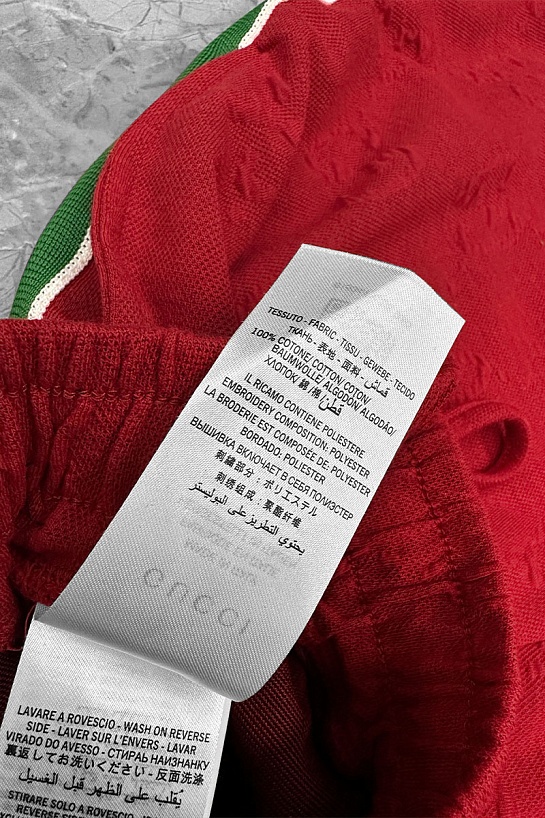 TESSUTO - FABRIC - TISSU - GEWEBE - TECIDO
ТКАНЬ - 表地 - 面料 - قماش
100% COTONE/ COTTON/ COTON/
BAUMWOLLE/ ALGODÓN/ ALGODÃO/
ХЛОПОК/ 綿/棉/ قطن
IL RICAMO CONTIENE POLIESTERE
EMBROIDERY COMPOSITION: POLYESTER
LA BRODERIE EST COMPOSÉE DE: POLYESTER
BORDADO: POLIESTER
ВЫШИВКА ВКЛЮЧАЕТ В СЕБЯ ПОЛИЭСТЕР
刺繍部分：ポリエステル
刺绣组成：聚酯纤维
يحتوي التطريز على البوليستر
GUCCI
LAVARE A ROVESCIO - WASH ON REVERSE
SIDE - LAVER SUR L'ENVERS - LAVAR
VIRADO DO AVESSO - СТИРАТЬ НАИЗНАНКУ
裏返してお洗いください - 反面洗涤
يُقلب على الظهر قبل الغسيل
STIRARE SOLO A ROVESCIO
REVERSE